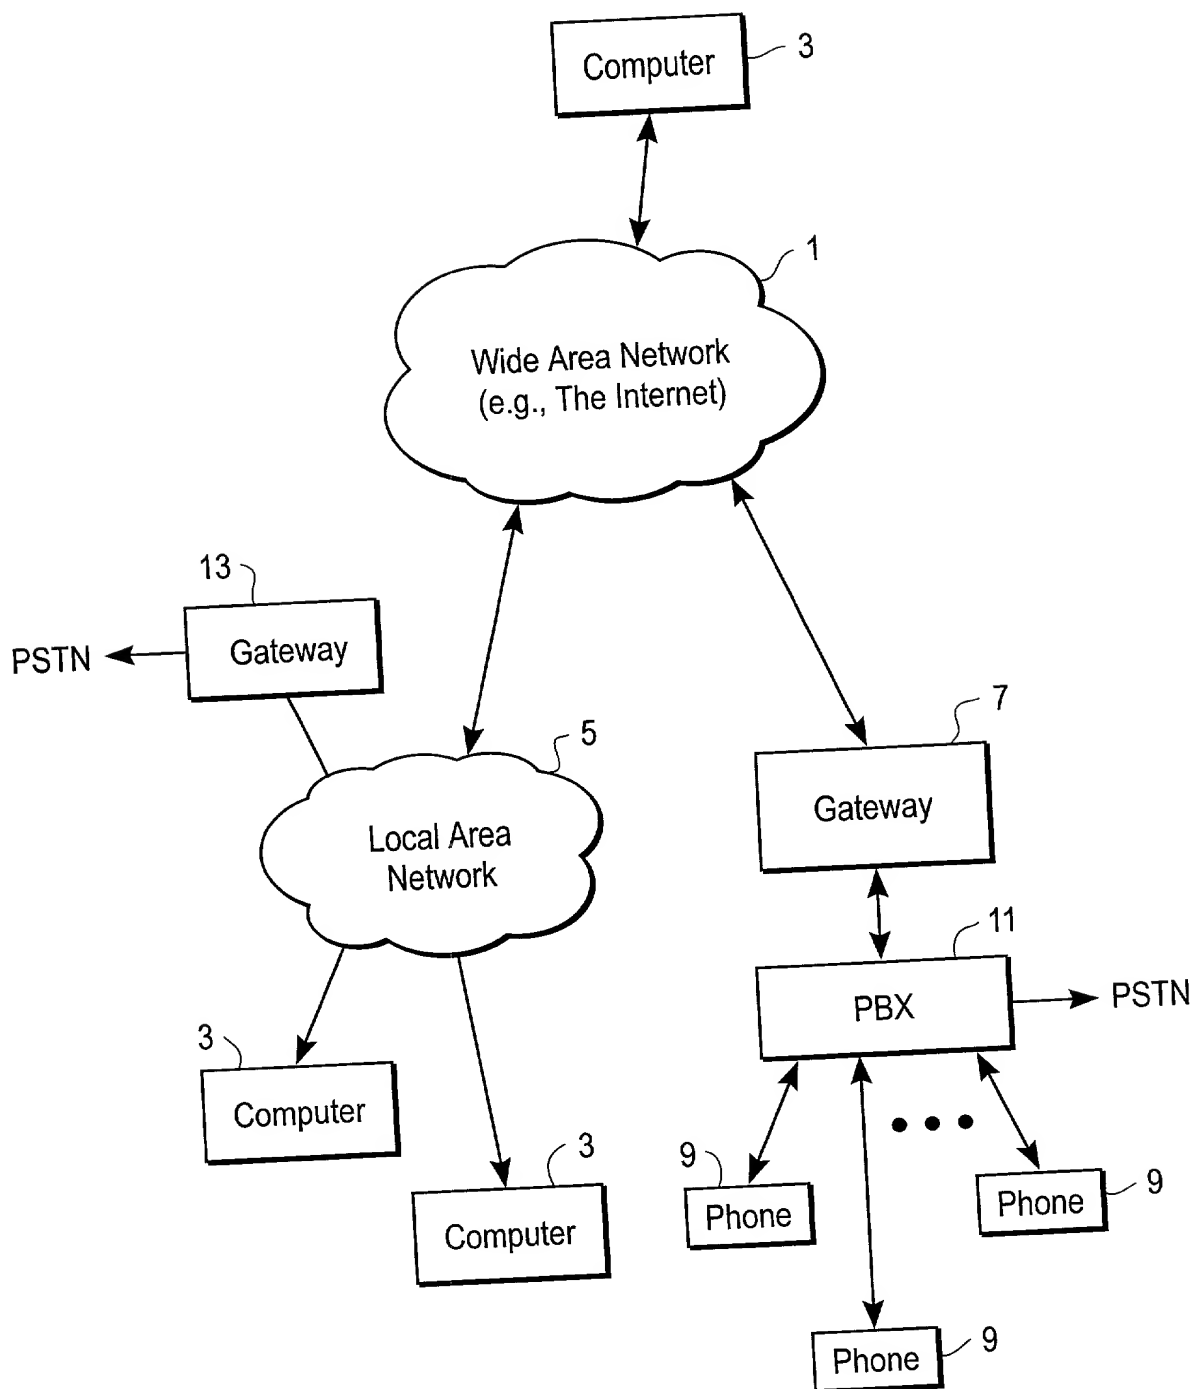 Computer
3
1
Wide Area Network
(e.g., The Internet)
13
Gateway
PSTN
5
Local Area
Network
7
Gateway
11
PBX
PSTN
3
Computer
3
Computer
9
Phone
Phone
9
Phone
9